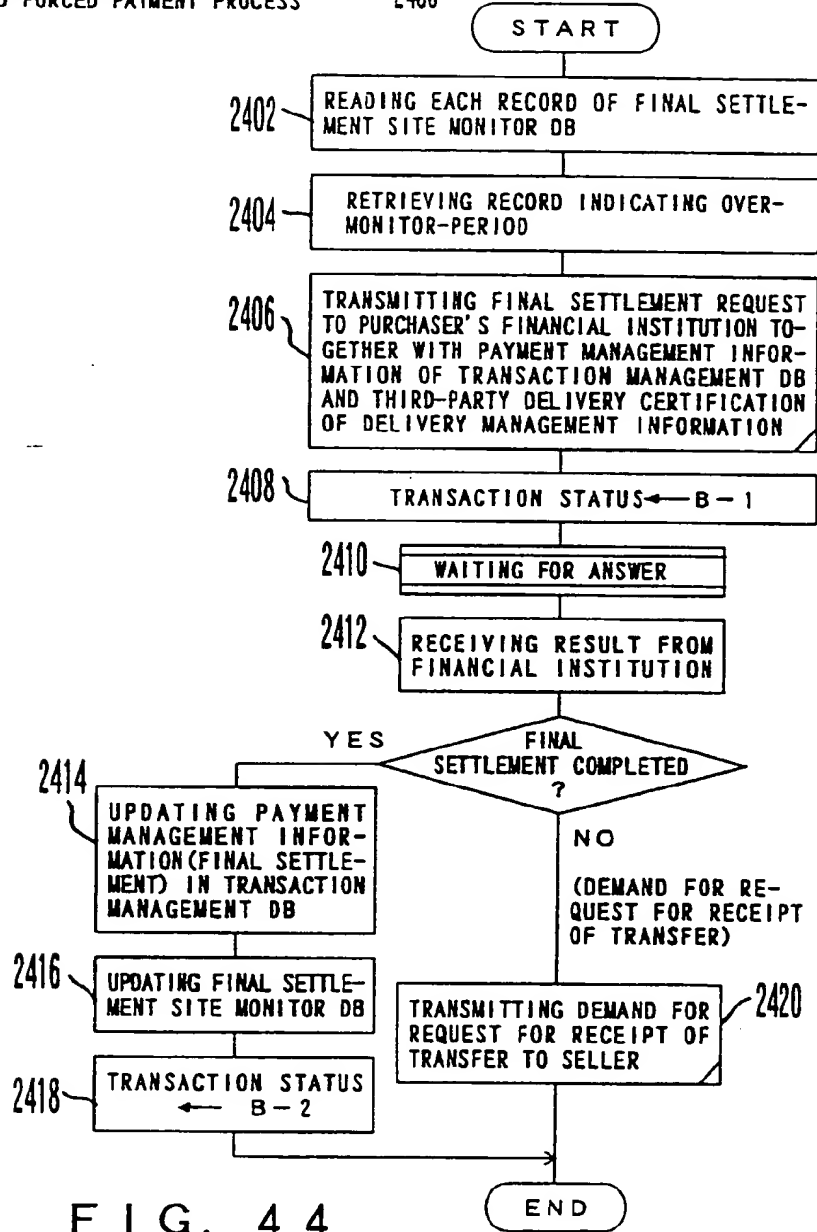 FORCED PAYMENT PROCESS 2400
START
2402
READING EACH RECORD OF FINAL SETTLE-
MENT SITE MONITOR DB
2404
RETRIEVING RECORD INDICATING OVER-
MONITOR-PERIOD
2406
TRANSMITTING FINAL SETTLEMENT REQUEST
TO PURCHASER'S FINANCIAL INSTITUTION TO-
GETHER WITH PAYMENT MANAGEMENT INFOR-
MATION OF TRANSACTION MANAGEMENT DB
AND THIRD-PARTY DELIVERY CERTIFICATION
OF DELIVERY MANAGEMENT INFORMATION
2408
TRANSACTION STATUS ← B-1
2410
WAITING FOR ANSWER
2412
RECEIVING RESULT FROM
FINANCIAL INSTITUTION
FINAL
SETTLEMENT COMPLETED
?
YES
2414
UPDATING PAYMENT
MANAGEMENT INFOR-
MATION(FINAL SETTLE-
MENT) IN TRANSACTION
MANAGEMENT DB
2416
UPDATING FINAL SETTLE-
MENT SITE MONITOR DB
2418
TRANSACTION STATUS
← B-2
NO
(DEMAND FOR RE-
QUEST FOR RECEIPT
OF TRANSFER)
2420
TRANSMITTING DEMAND FOR
REQUEST FOR RECEIPT OF
TRANSFER TO SELLER
END
FIG. 44